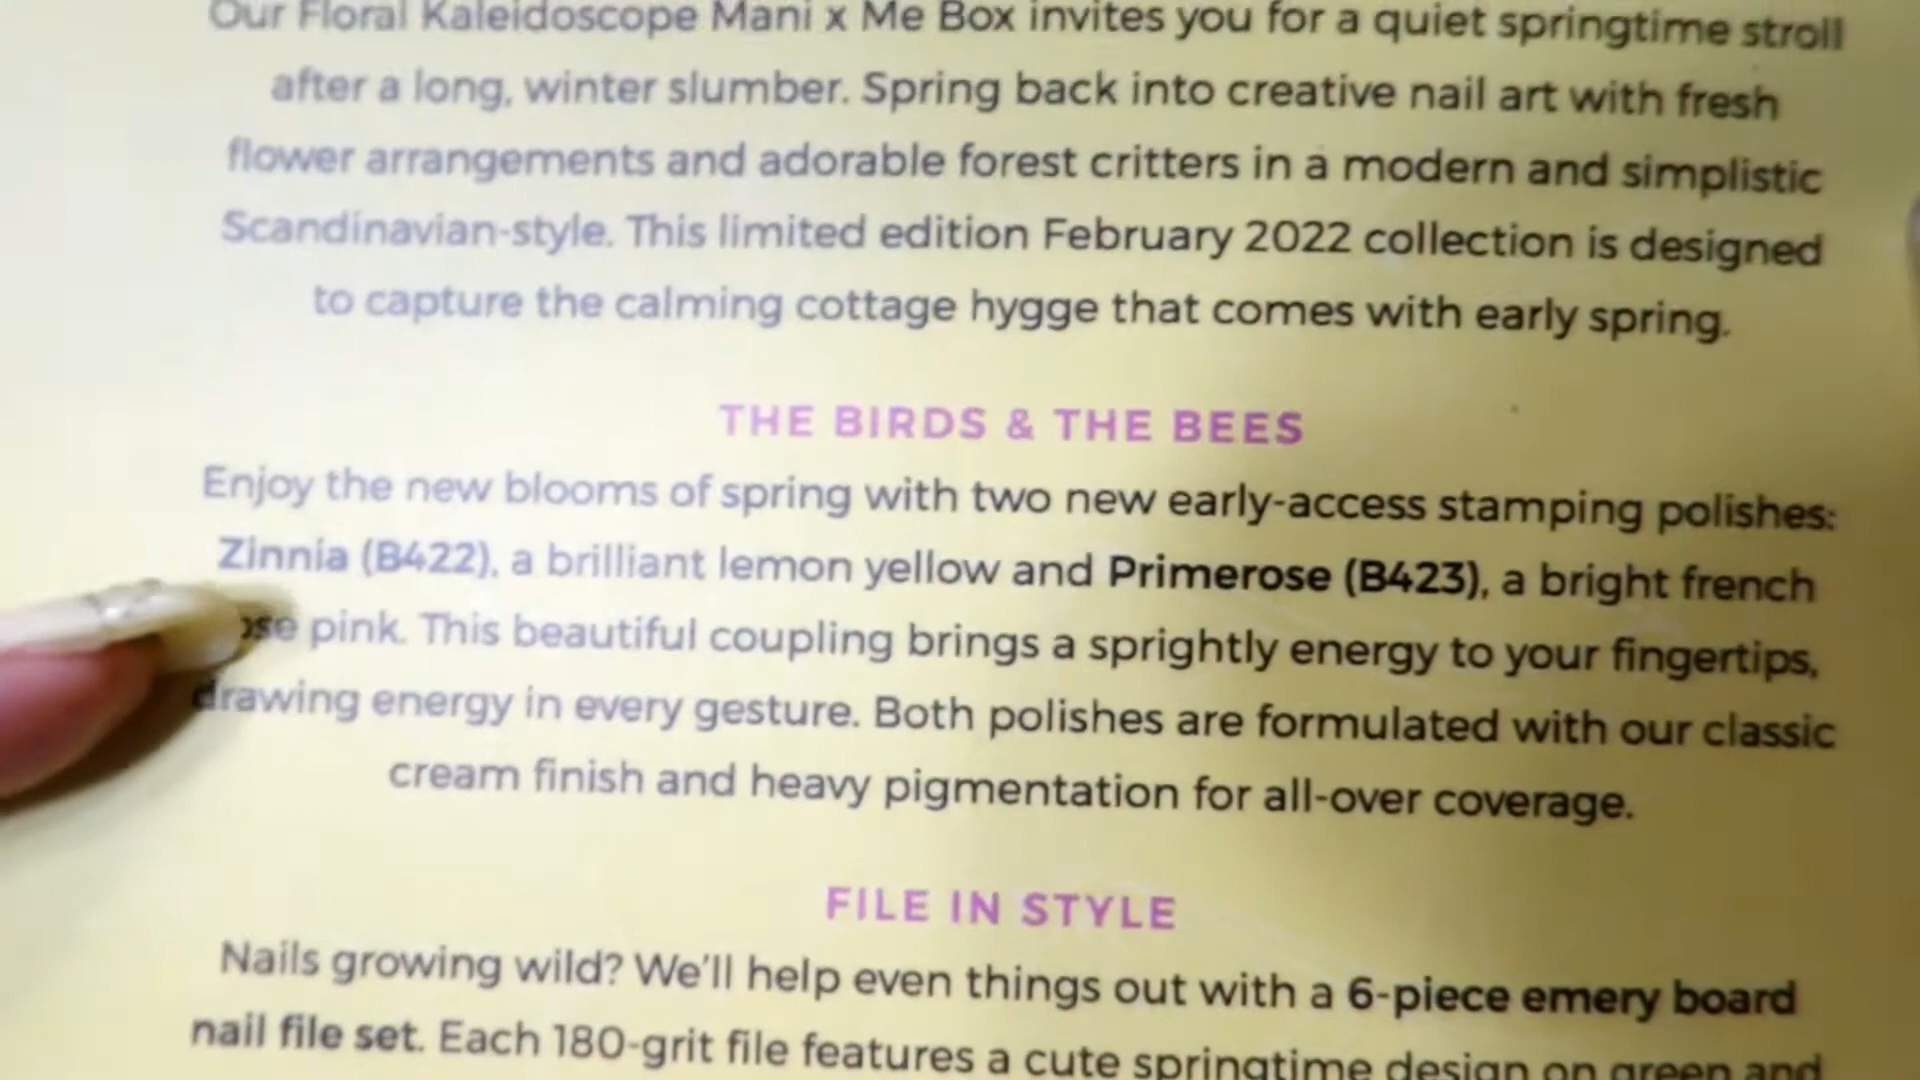 Our Floral Kaleidoscope Mani x Me Box invites you for a quiet springtime stroll
after a long, winter slumber. Spring back into creative nail art with fresh
flower arrangements and adorable forest critters in a modern and simplistic
Scandinavian-style. This limited edition February 2022 collection is designed
to capture the calming cottage hygge that comes with early spring.
THE BIRDS & THE BEES
Enjoy the new blooms of spring with two new early-access stamping polishes:
Zinnia (B422), a brilliant lemon yellow and Primerose (B423), a bright french
pink. This beautiful coupling brings a sprightly energy to your fingertips,
drawing energy in every gesture. Both polishes are formulated with our classic
cream finish and heavy pigmentation for all-over coverage.
FILE IN STYLE
Nails growing wild? We'll help even things out with a 6-piece emery board
nail file set. Each 180-grit file features a cute springtime design on green and